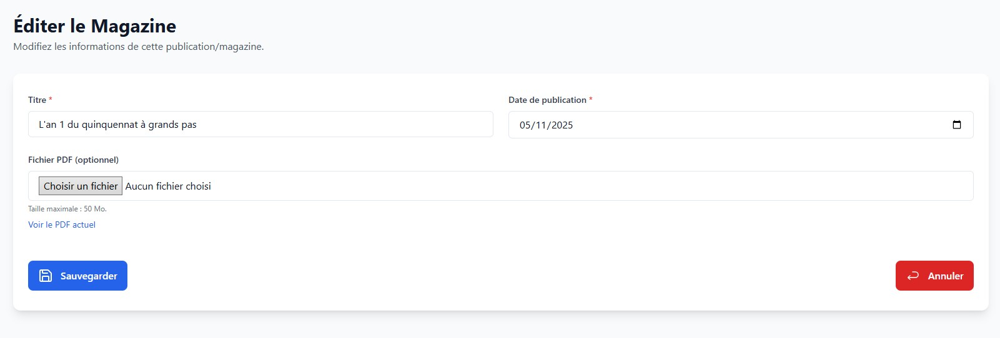 Éditer le Magazine
Modifiez les informations de cette publication/magazine.
Titre *
L'an 1 du quinquennat à grands pas
Date de publication *
05/11/2025
Fichier PDF (optionnel)
Choisir un fichier Aucun fichier choisi
Taille maximale : 50 Mo.
Voir le PDF actuel
Sauvegarder
Annuler